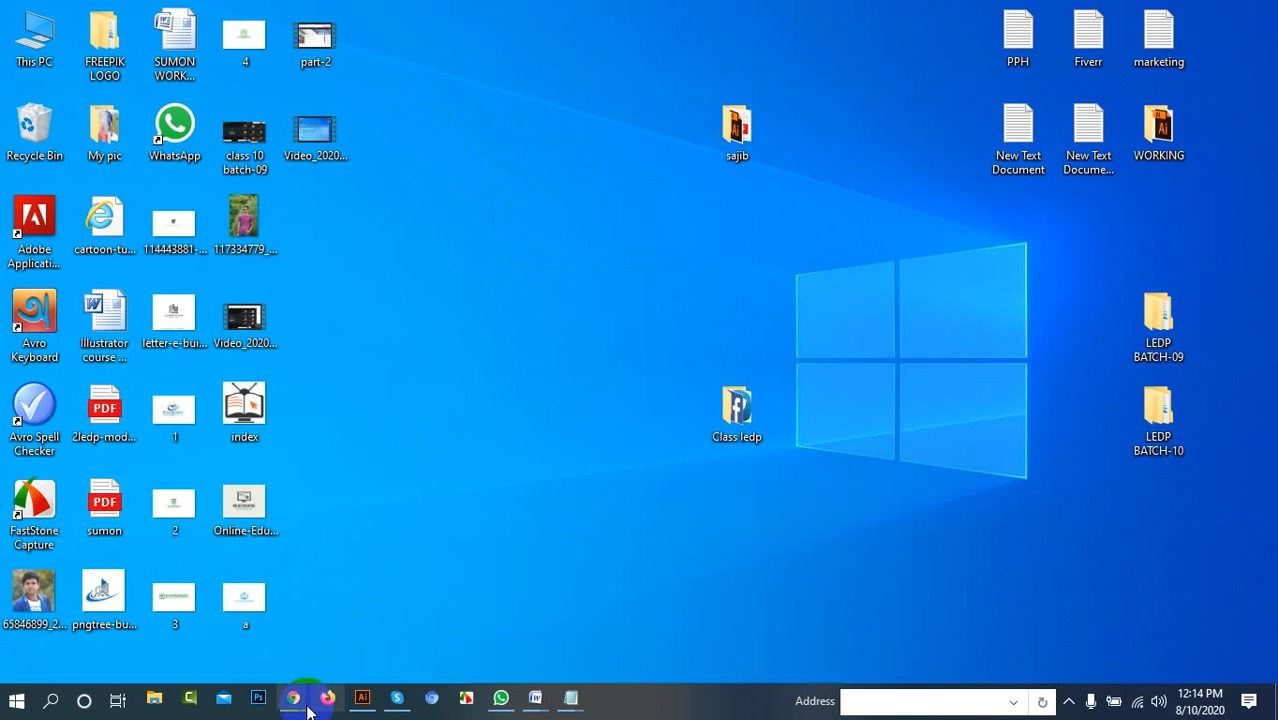 This PC
FREEPIK
LOGO
SUMON
WORK...
4
part-2
PPH
Fiverr
marketing
Recycle Bin
My pic
WhatsApp
class 10
batch-09
Video_2020...
sajib
New Text
Document
New Text
Docume...
WORKING
Adobe
Applicati...
cartoon-tu...
114443881-...
117334779_...
Avro
Keyboard
Illustrator
course ...
letter-e-bui...
Video_2020...
LEDP
BATCH-09
Avro Spell
Checker
2ledp-mod...
1
index
Class ledp
LEDP
BATCH-10
FastStone
Capture
sumon
2
Online-Edu...
65846899_2...
pngtree-bu...
3
a
Address
12:14 PM
8/10/2020